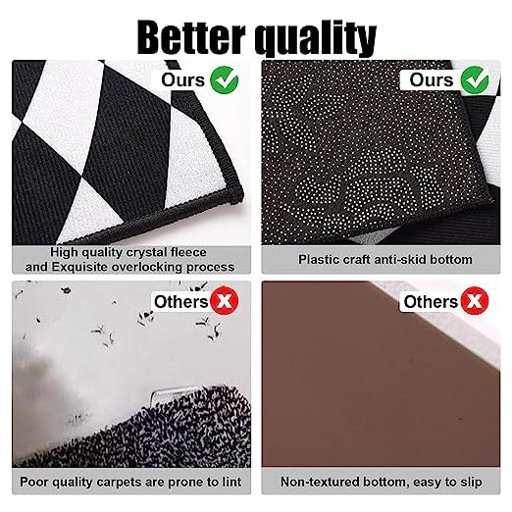 Better quality
Ours
Ours
High quality crystal fleece
and Exquisite overlocking process
Plastic craft anti-skid bottom
Others
Others
Poor quality carpets are prone to lint
Non-textured bottom, easy to slip